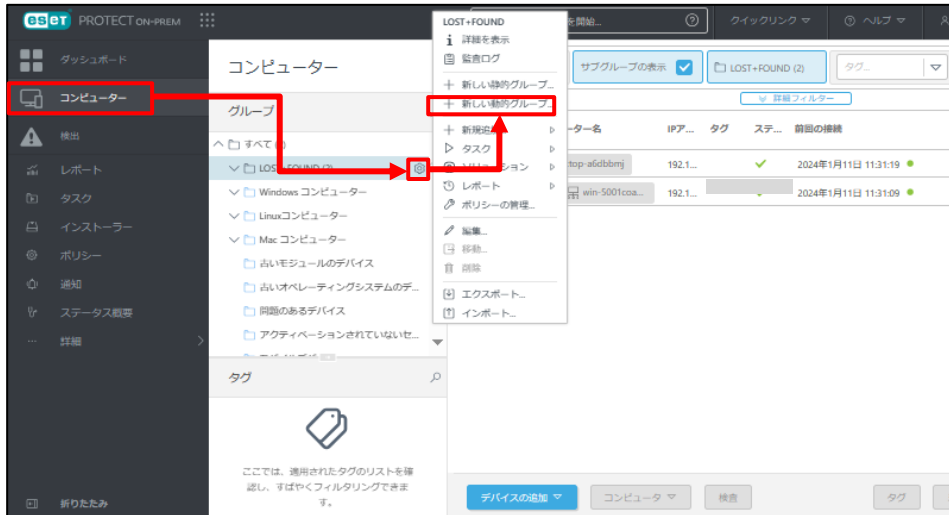 eset PROTECT ON-PREM
を開始...
クイックリンク
ヘルプ
ダッシュボード
コンピューター
検出
レポート
タスク
インストーラー
ポリシー
通知
ステータス概要
詳細
折りたたみ
コンピューター
グループ
すべて
LOST+FOUND (2)
Windows コンピューター
Linuxコンピューター
Mac コンピューター
古いモジュールのデバイス
古いオペレーティングシステムのデ...
問題のあるデバイス
アクティベーションされていないセ...
タグ
ここでは、適用されたタグのリストを確
認し、すばやくフィルタリングできま
す。
LOST+FOUND
詳細を表示
監査ログ
新しい静的グループ...
新しい動的グループ...
新規追加
タスク
ソリューション
レポート
ポリシーの管理...
編集...
移動...
削除
エクスポート...
インポート...
サブグループの表示
LOST+FOUND (2)
タグ...
詳細フィルター
ーター名 IPア... タグ ステ... 前回の接続
top-a6dbbmj 192.1... 2024年1月11日 11:31:19
win-5001coa... 192.1... 2024年1月11日 11:31:09
デバイスの追加
コンピュータ
検査
タグ